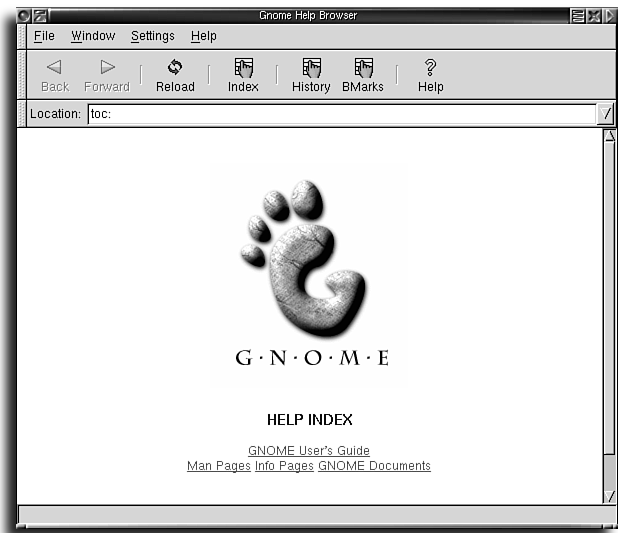 Gnome Help Browser
File Window Settings Help
Back Forward Reload Index History BMarks Help
Location: toc:
G·N·O·M·E
HELP INDEX
GNOME User's Guide
Man Pages Info Pages GNOME Documents